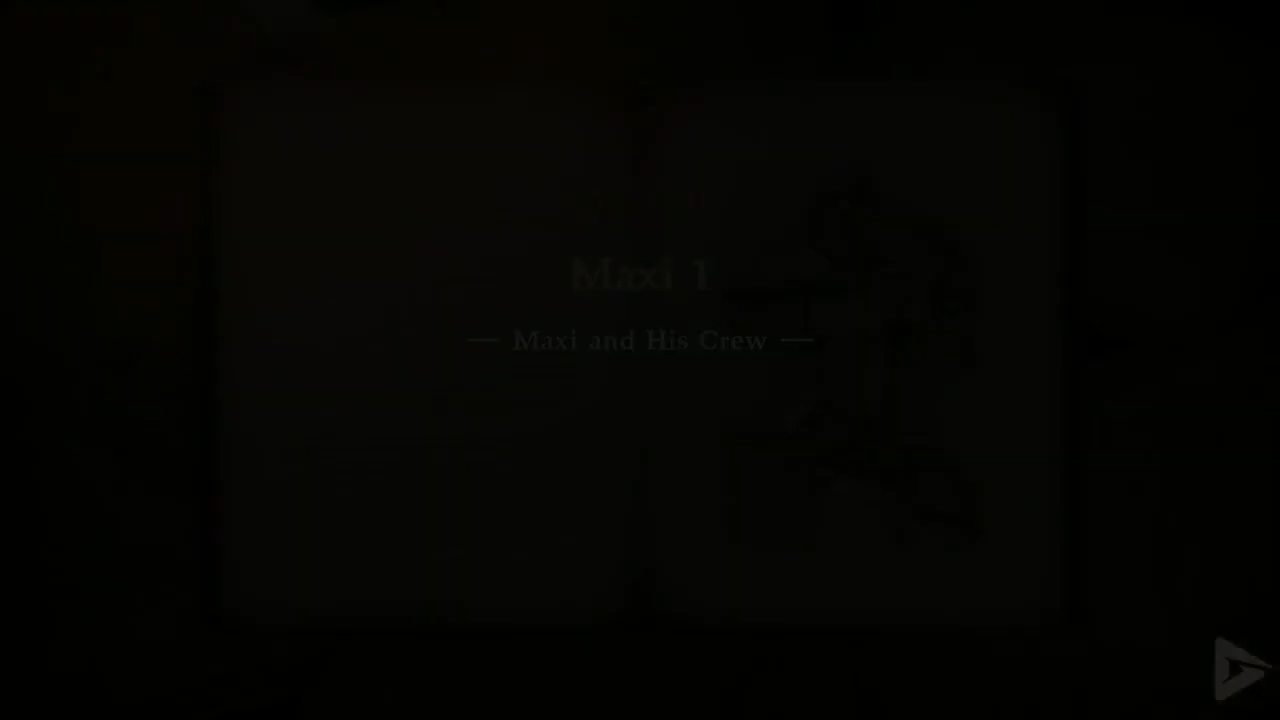 Maxi 1
— Maxi and His Crew —